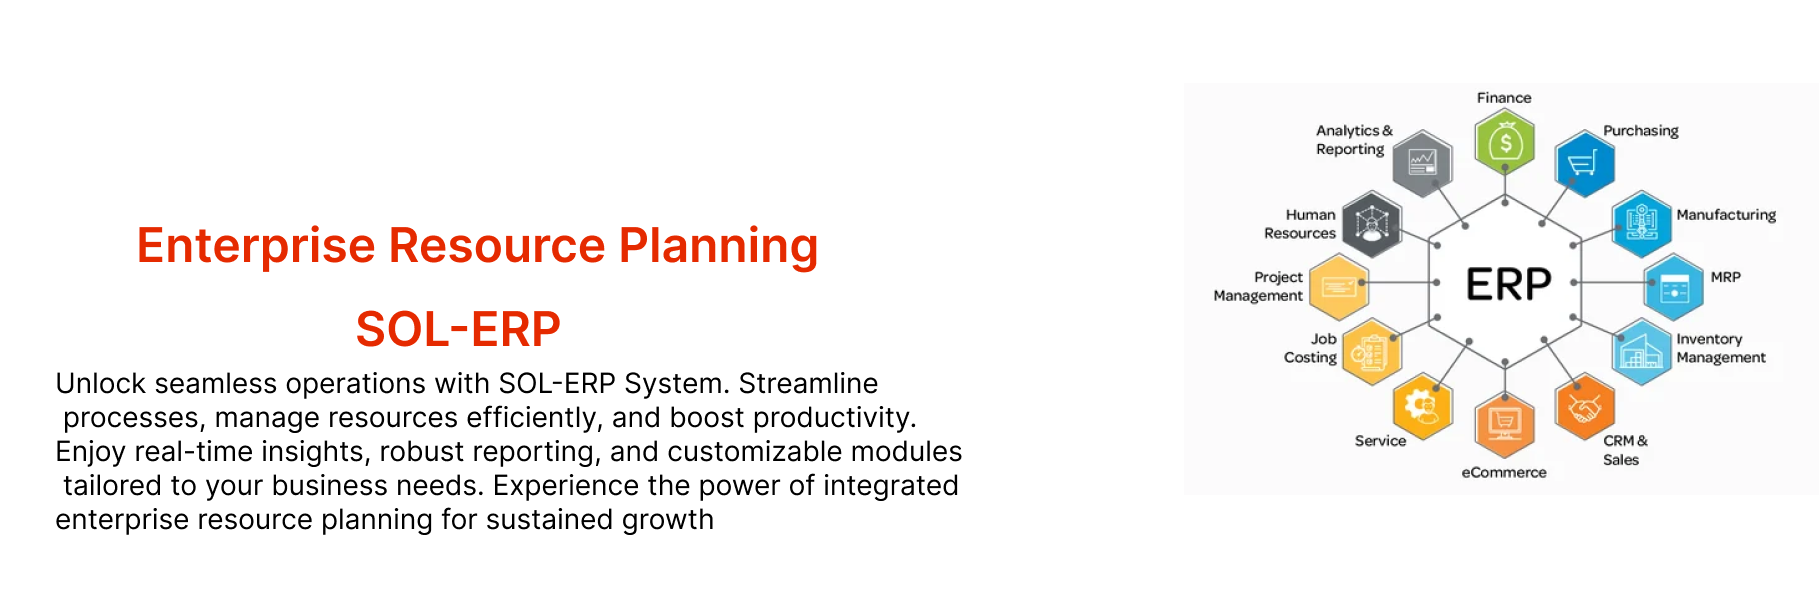 Enterprise Resource Planning
SOL-ERP
Unlock seamless operations with SOL-ERP System. Streamline
processes, manage resources efficiently, and boost productivity.
Enjoy real-time insights, robust reporting, and customizable modules
tailored to your business needs. Experience the power of integrated
enterprise resource planning for sustained growth
Finance
Purchasing
Manufacturing
MRP
Inventory
Management
CRM &
Sales
eCommerce
Service
Job
Costing
Project
Management
Human
Resources
Analytics &
Reporting
ERP
$